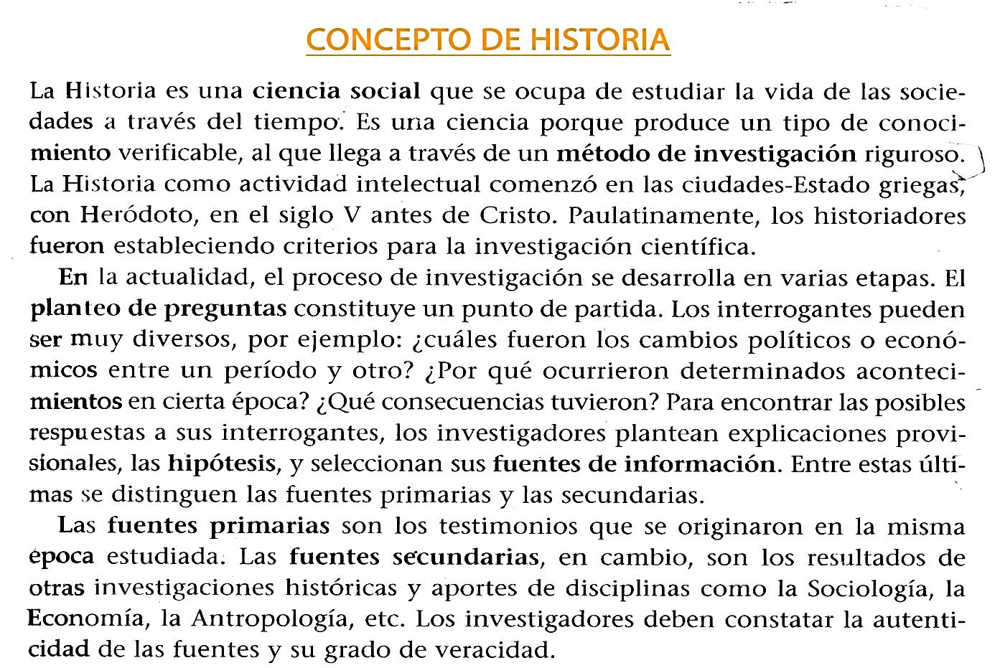 CONCEPTO DE HISTORIA
La Historia es una ciencia social que se ocupa de estudiar la vida de las socie-
dades a través del tiempo. Es una ciencia porque produce un tipo de conoci-
miento verificable, al que llega a través de un método de investigación riguroso.
La Historia como actividad intelectual comenzó en las ciudades-Estado griegas,
con Heródoto, en el siglo V antes de Cristo. Paulatinamente, los historiadores
fueron estableciendo criterios para la investigación científica.
En la actualidad, el proceso de investigación se desarrolla en varias etapas. El
planteo de preguntas constituye un punto de partida. Los interrogantes pueden
ser muy diversos, por ejemplo: ¿cuáles fueron los cambios políticos o econó-
micos entre un período y otro? ¿Por qué ocurrieron determinados aconteci-
mientos en cierta época? ¿Qué consecuencias tuvieron? Para encontrar las posibles
respuestas a sus interrogantes, los investigadores plantean explicaciones provi-
sionales, las hipótesis, y seleccionan sus fuentes de información. Entre estas últi-
mas se distinguen las fuentes primarias y las secundarias.
Las fuentes primarias son los testimonios que se originaron en la misma
época estudiada. Las fuentes secundarias, en cambio, son los resultados de
otras investigaciones históricas y aportes de disciplinas como la Sociología, la
Economía, la Antropología, etc. Los investigadores deben constatar la autenti-
cidad de las fuentes y su grado de veracidad.